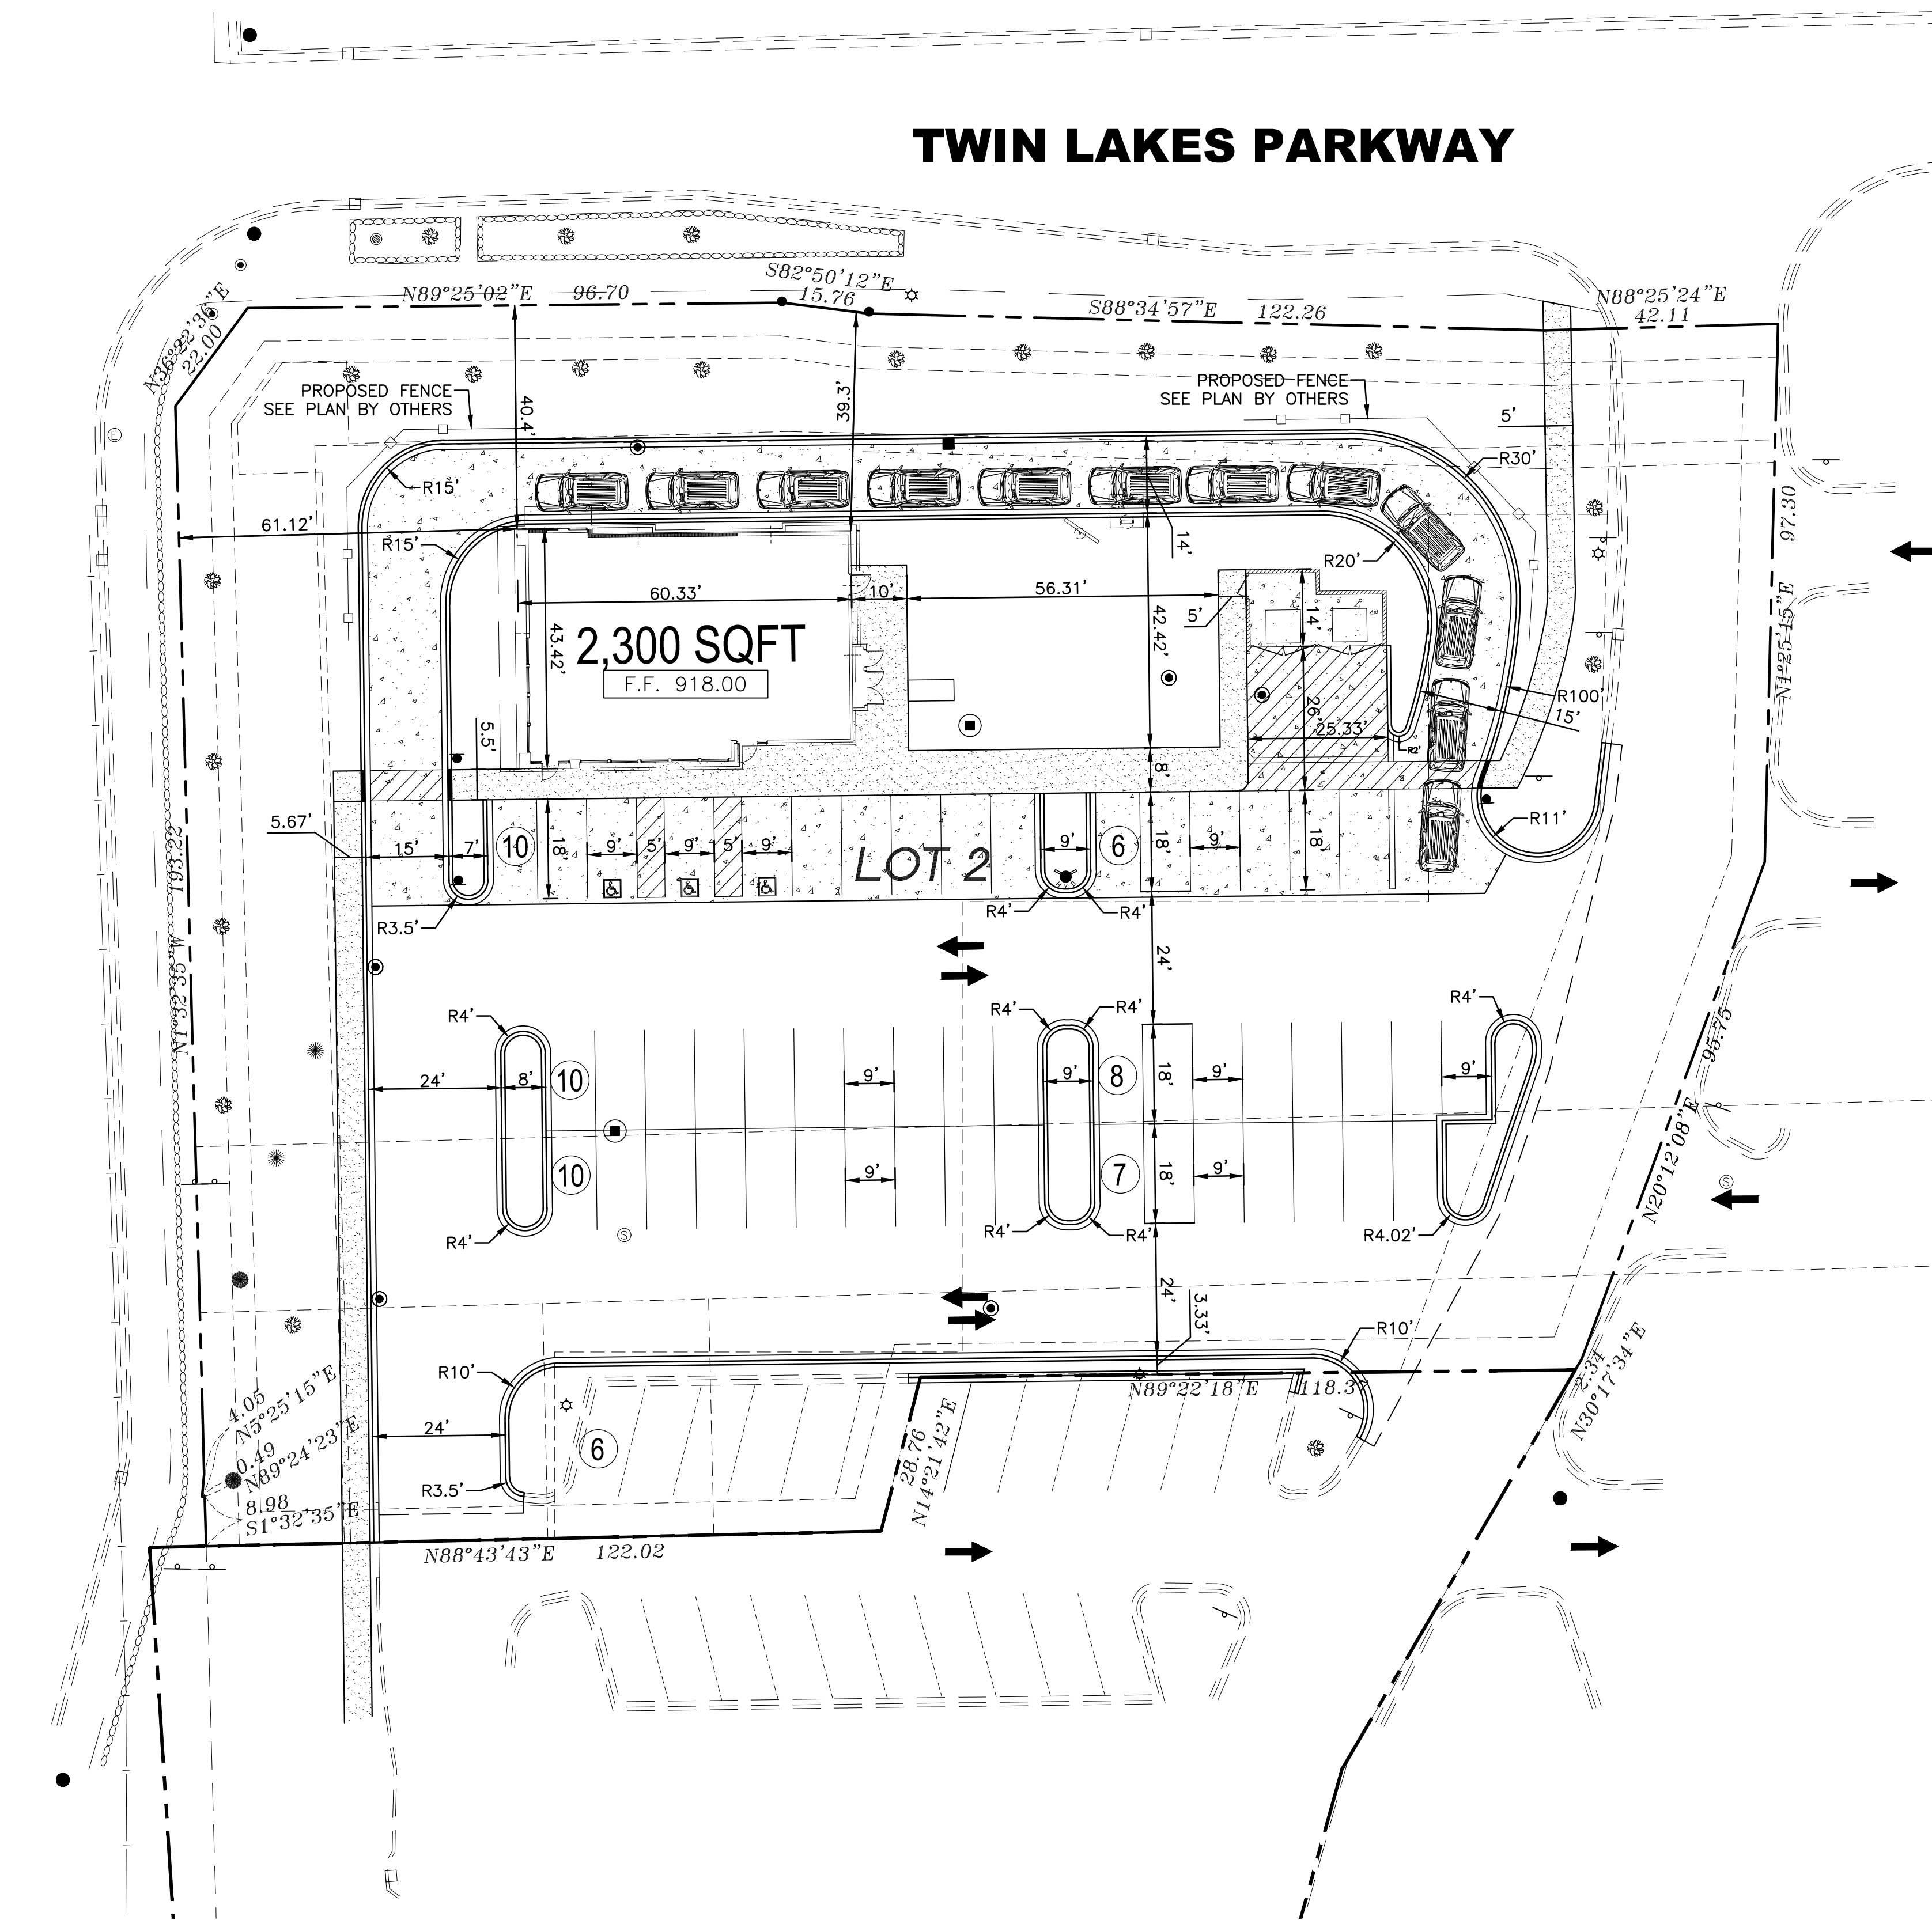 TWIN LAKES PARKWAY
N36°22'36"E
22.00
N89°25'02"E 96.70
S82°50'12"E
15.76
S88°34'57"E 122.26
N88°25'24"E
42.11
PROPOSED FENCE
SEE PLAN BY OTHERS
PROPOSED FENCE
SEE PLAN BY OTHERS
40.4'
39.3'
5'
R15'
R30'
61.12'
R15'
14'
R20'
97.30
N1°25'15"E
60.33'
10'
56.31'
5'
14'
43.42'
42.42'
2,300 SQFT
F.F. 918.00
R100'
15'
26'
25.33'
R2'
5.5'
8'
E
5.67'
15'
7'
10
18'
9'
5'
9'
5'
9'
LOT 2
9'
6
18'
9'
18'
R11'
R3.5'
R4'
R4'
193.22
N1°32'35"W
24'
R4'
R4'
R4'
R4'
95.75
N20°12'08"E
24'
8'
10
9'
9'
8
18'
9'
9'
10
9'
7
18'
9'
S
R4'
R4'
R4'
R4.02'
S
24'
3.33'
R10'
R10'
N89°22'18"E 118.37
2.34
N30°17'34"E
4.05
N5°25'15"E
0.49
N89°24'23"E
8.98
S1°32'35"E
24'
6
R3.5'
28.76
N14°21'42"E
N88°43'43"E 122.02